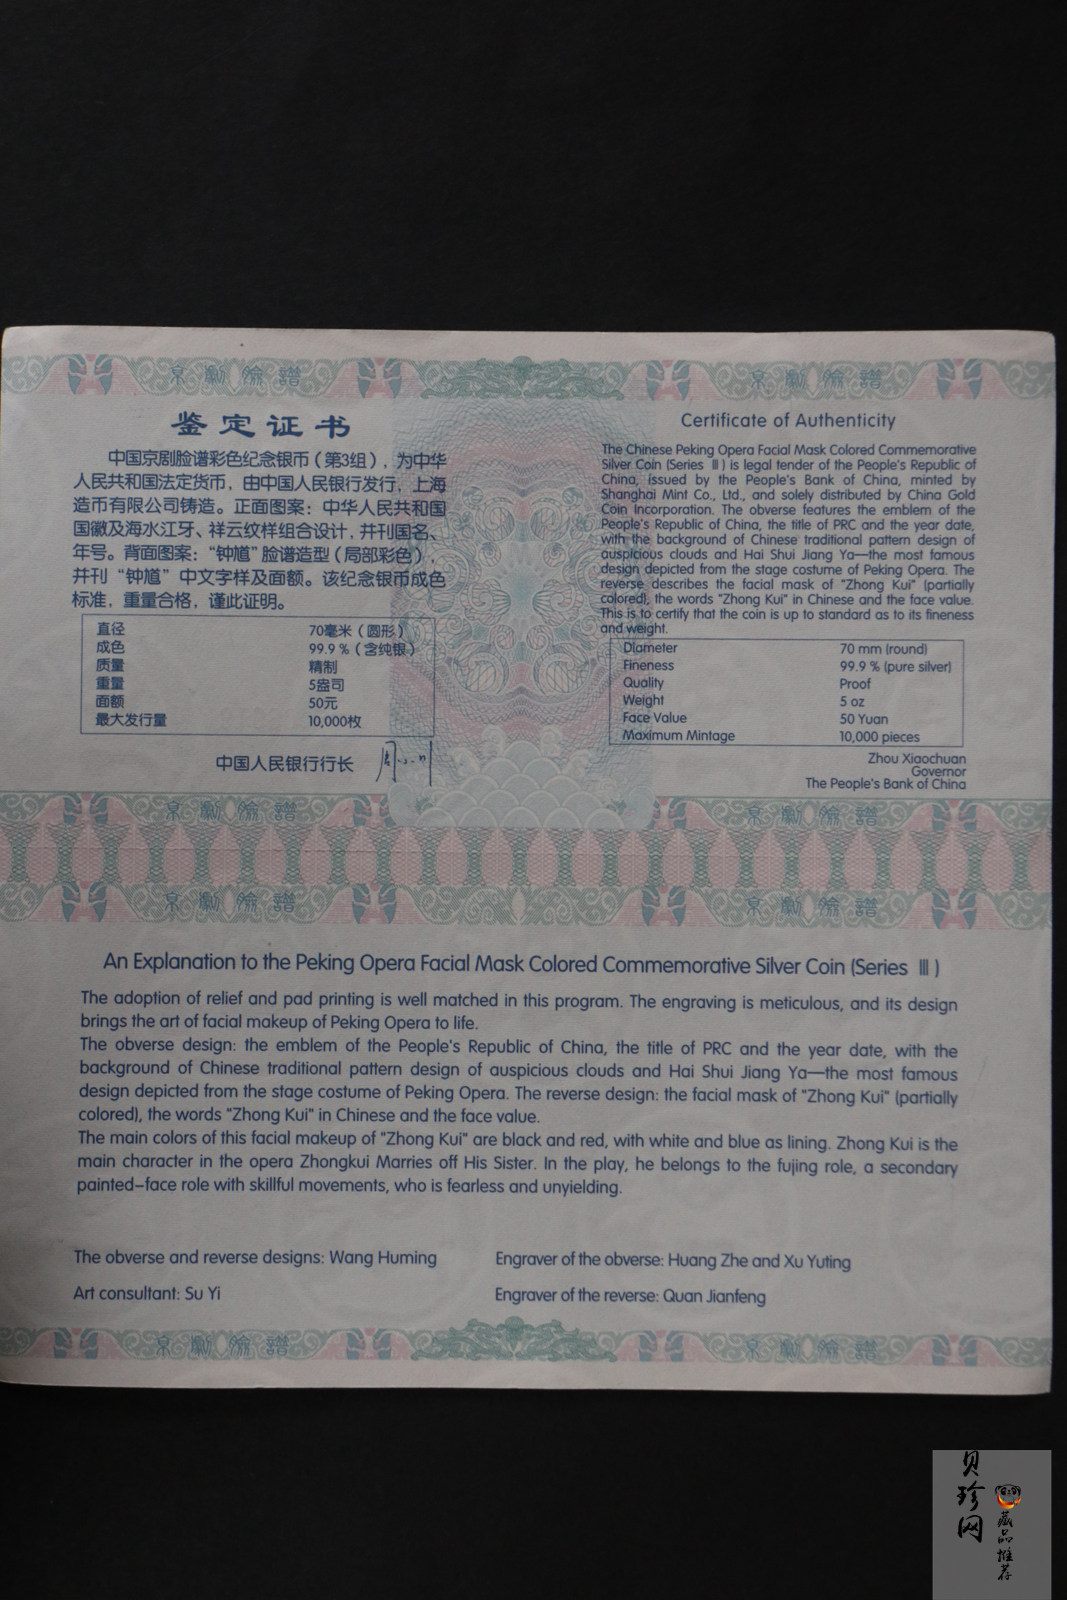 京劇臉譜
京劇臉譜
鉴定证书
中国京剧脸谱彩色纪念银币（第3组），为中华
人民共和国法定货币，由中国人民银行发行，上海
造币有限公司铸造。正面图案：中华人民共和国
国徽及海水江牙、祥云纹样组合设计，并刊国名、
年号。背面图案：“钟馗”脸谱造型（局部彩色），
并刊“钟馗”中文字样及面额。该纪念银币成色
标准，重量合格，谨此证明。
直径 70毫米（圆形）
成色 99.9％（含纯银）
质量 精制
重量 5盎司
面额 50元
最大发行量 10,000枚
中国人民银行行长 周小川
Certificate of Authenticity
The Chinese Peking Opera Facial Mask Colored Commemorative
Silver Coin (Series Ⅲ) is legal tender of the People's Republic of
China, issued by the People's Bank of China, minted by
Shanghai Mint Co., Ltd., and solely distributed by China Gold
Coin Incorporation. The obverse features the emblem of the
People's Republic of China, the title of PRC and the year date,
with the background of Chinese traditional pattern design of
auspicious clouds and Hai Shui Jiang Ya—the most famous
design depicted from the stage costume of Peking Opera. The
reverse describes the facial mask of "Zhong Kui" (partially
colored), the words "Zhong Kui" in Chinese and the face value.
This is to certify that the coin is up to standard as to its fineness
and weight.
Diameter 70 mm (round)
Fineness 99.9 % (pure silver)
Quality Proof
Weight 5 oz
Face Value 50 Yuan
Maximum Mintage 10,000 pieces
Zhou Xiaochuan
Governor
The People's Bank of China
京劇臉譜
京劇臉譜
京劇臉譜
京劇臉譜
An Explanation to the Peking Opera Facial Mask Colored Commemorative Silver Coin (Series Ⅲ)
The adoption of relief and pad printing is well matched in this program. The engraving is meticulous, and its design
brings the art of facial makeup of Peking Opera to life.
The obverse design: the emblem of the People's Republic of China, the title of PRC and the year date, with the
background of Chinese traditional pattern design of auspicious clouds and Hai Shui Jiang Ya—the most famous
design depicted from the stage costume of Peking Opera. The reverse design: the facial mask of "Zhong Kui" (partially
colored), the words "Zhong Kui" in Chinese and the face value.
The main colors of this facial makeup of "Zhong Kui" are black and red, with white and blue as lining. Zhong Kui is the
main character in the opera Zhongkui Marries off His Sister. In the play, he belongs to the fujing role, a secondary
painted–face role with skillful movements, who is fearless and unyielding.
The obverse and reverse designs: Wang Huming
Engraver of the obverse: Huang Zhe and Xu Yuting
Art consultant: Su Yi
Engraver of the reverse: Quan Jianfeng
京劇臉譜
京劇臉譜
贝珍网
藏品推荐